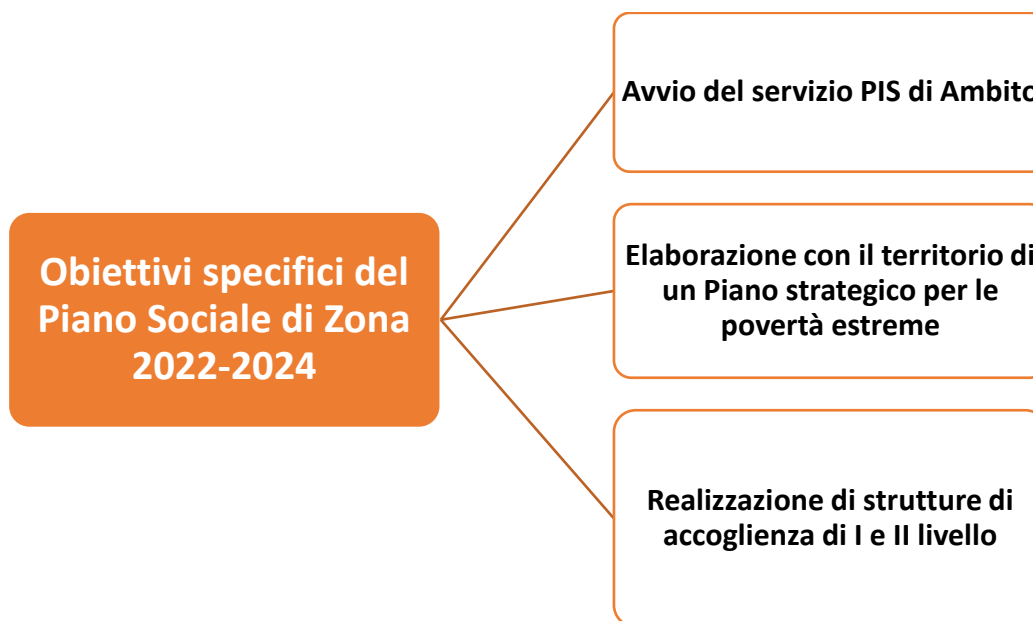 Obiettivi specifici del
Piano Sociale di Zona
2022-2024
Avvio del servizio PIS di Ambito
Elaborazione con il territorio di
un Piano strategico per le
povertà estreme
Realizzazione di strutture di
accoglienza di I e II livello